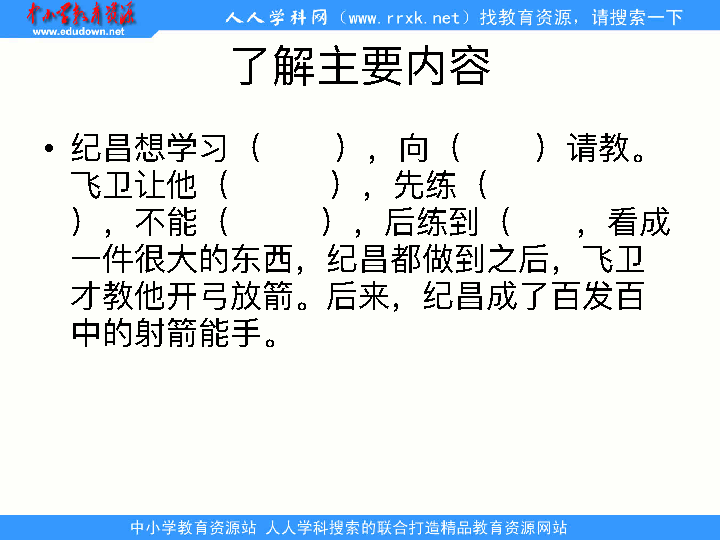 中小学教育资源
www.edudown.net
人人学科网（www.rrxk.net）找教育资源，请搜索一下
了解主要内容
• 纪昌想学习（　　），向（　　）请教。
飞卫让他（　　　），先练（
），不能（　　　），后练到（　　，看成
一件很大的东西，纪昌都做到之后，飞卫
才教他开弓放箭。后来，纪昌成了百发百
中的射箭能手。
中小学教育资源站 人人学科搜索的联合打造精品教育资源网站